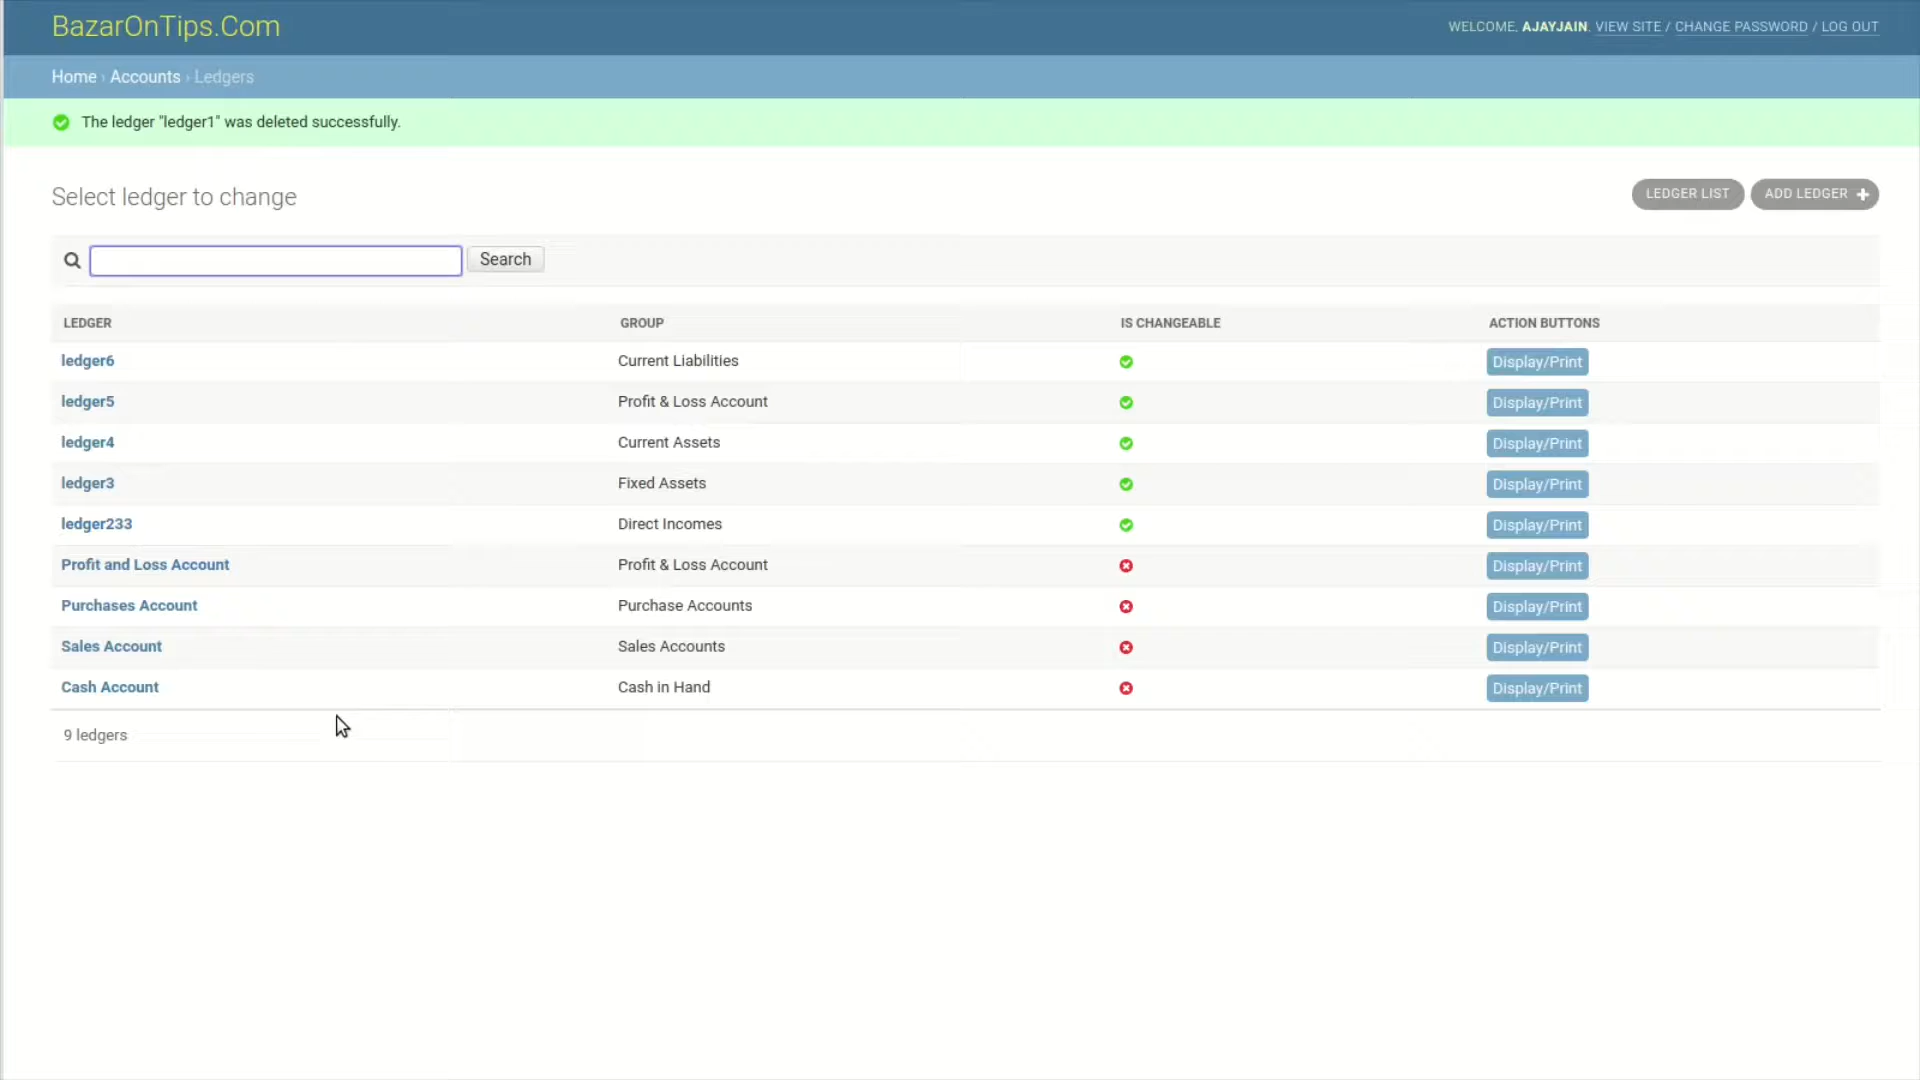 BazarOnTips.Com
WELCOME, AJAYJAIN. VIEW SITE / CHANGE PASSWORD / LOG OUT
Home › Accounts › Ledgers
The ledger "ledger1" was deleted successfully.
Select ledger to change
LEDGER LIST ADD LEDGER +
Search
LEDGER GROUP IS CHANGEABLE ACTION BUTTONS
ledger6 Current Liabilities Display/Print
ledger5 Profit & Loss Account Display/Print
ledger4 Current Assets Display/Print
ledger3 Fixed Assets Display/Print
ledger233 Direct Incomes Display/Print
Profit and Loss Account Profit & Loss Account Display/Print
Purchases Account Purchase Accounts Display/Print
Sales Account Sales Accounts Display/Print
Cash Account Cash in Hand Display/Print
9 ledgers